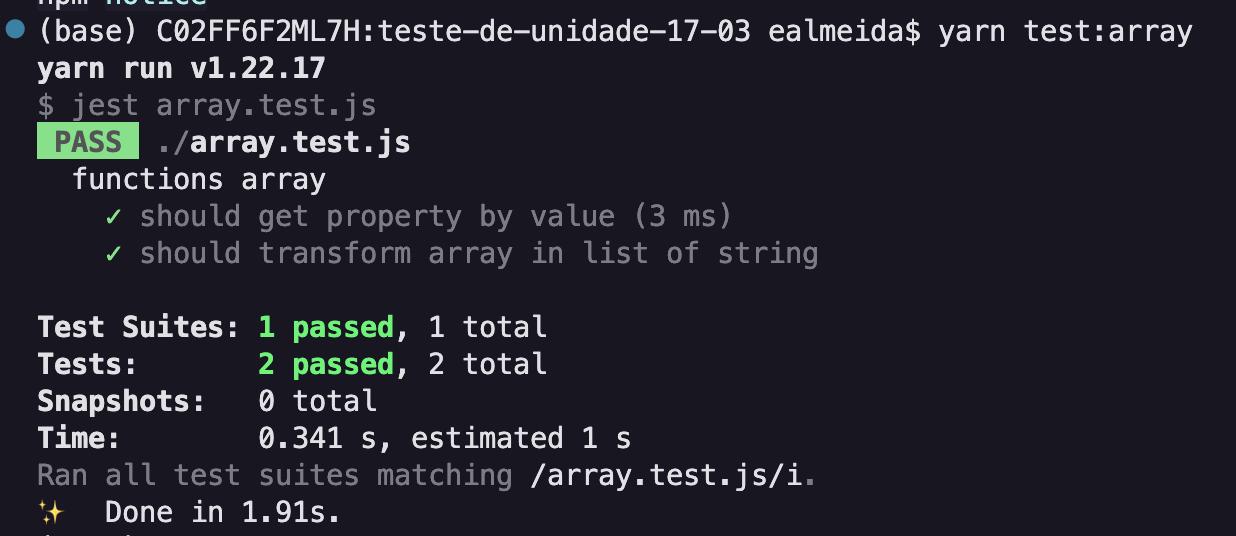 npm notice
(base) C02FF6F2ML7H:teste-de-unidade-17-03 ealmeida$ yarn test:array
yarn run v1.22.17
$ jest array.test.js
PASS ./array.test.js
functions array
✓ should get property by value (3 ms)
✓ should transform array in list of string
Test Suites: 1 passed, 1 total
Tests: 2 passed, 2 total
Snapshots: 0 total
Time: 0.341 s, estimated 1 s
Ran all test suites matching /array.test.js/i.
✨ Done in 1.91s.